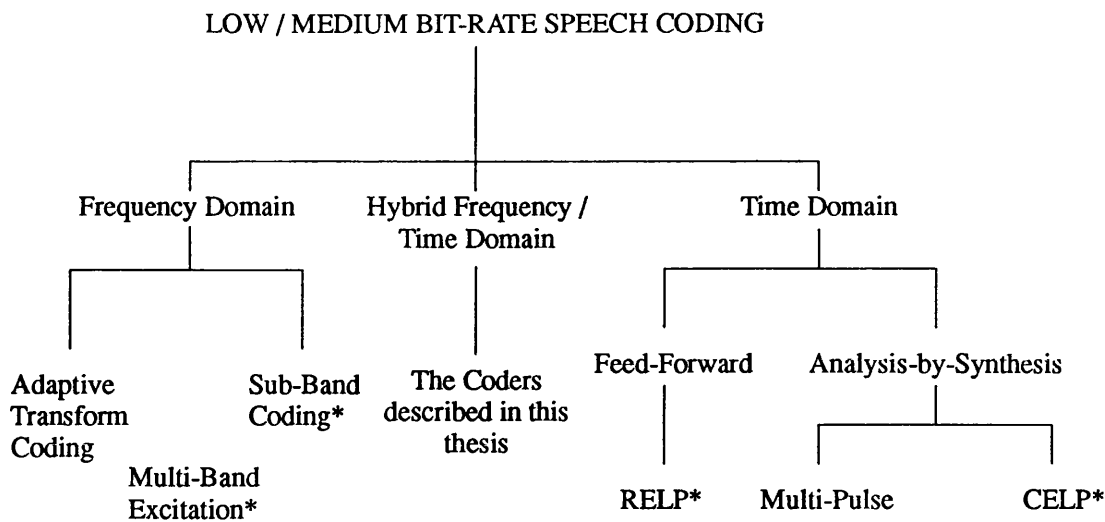 LOW / MEDIUM BIT-RATE SPEECH CODING
Frequency Domain
Hybrid Frequency /
Time Domain
Time Domain
Adaptive
Transform
Coding
Multi-Band
Excitation*
Sub-Band
Coding*
The Coders
described in this
thesis
Feed-Forward
Analysis-by-Synthesis
RELP*
Multi-Pulse
CELP*